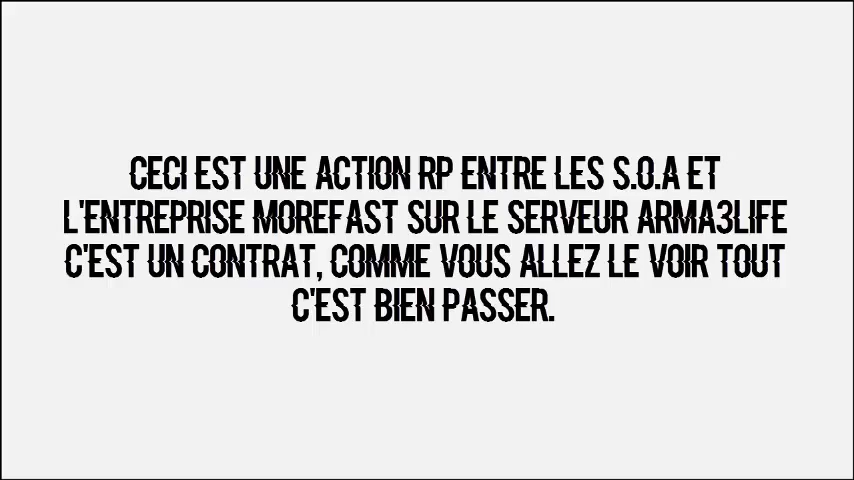 CECI EST UNE ACTION RP ENTRE LES S.O.A ET
L'ENTREPRISE MOREFAST SUR LE SERVEUR ARMA3LIFE
C'EST UN CONTRAT, COMME VOUS ALLEZ LE VOIR TOUT
C'EST BIEN PASSER.